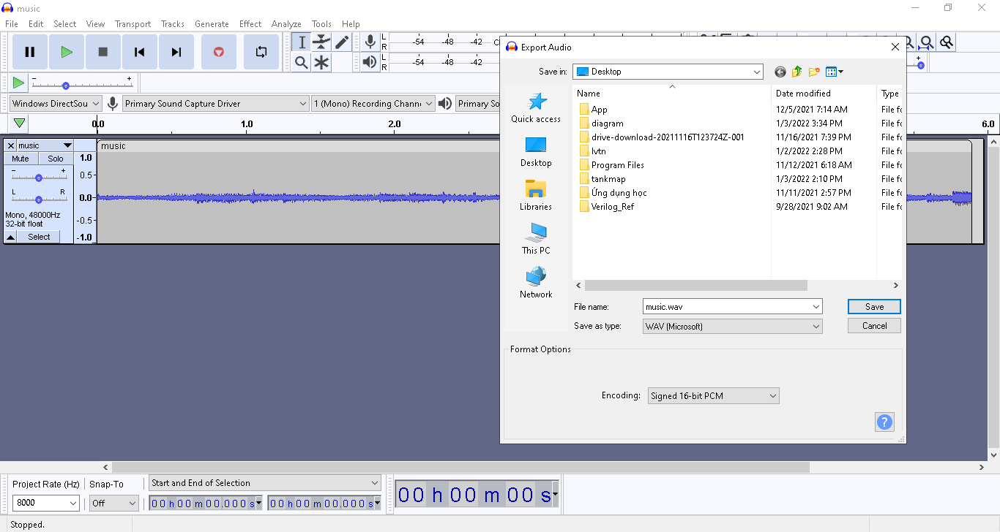 music
File Edit Select View Transport Tracks Generate Effect Analyze Tools Help
L
R
-54 -48 -42
L
R
-54 -48 -42
- +
+
Windows DirectSou Primary Sound Capture Driver 1 (Mono) Recording Chann Primary So
0.0 1.0 2.0 6.0
music
Mute Solo
- +
L R
Mono, 48000Hz
32-bit float
Select
1.0
0.5
0.0
-0.5
-1.0
music
Export Audio
Save in: Desktop
Quick access
Desktop
Libraries
This PC
Network
Name Date modified Type
App 12/5/2021 7:14 AM File fo
diagram 1/3/2022 3:34 PM File fo
drive-download-20211116T123724Z-001 11/16/2021 7:39 PM File fo
lvtn 1/2/2022 2:28 PM File fo
Program Files 11/12/2021 6:18 AM File fo
tankmap 1/3/2022 2:10 PM File fo
Ứng dụng học 11/11/2021 2:57 PM File fo
Verilog_Ref 9/28/2021 9:02 AM File fo
File name: music.wav Save
Save as type: WAV (Microsoft) Cancel
Format Options
Encoding: Signed 16-bit PCM
?
Project Rate (Hz) Snap-To Start and End of Selection
8000 Off 00 h 00 m 00.000 s 00 h 00 m 00.000 s
00 h 00 m 00 s
Stopped.